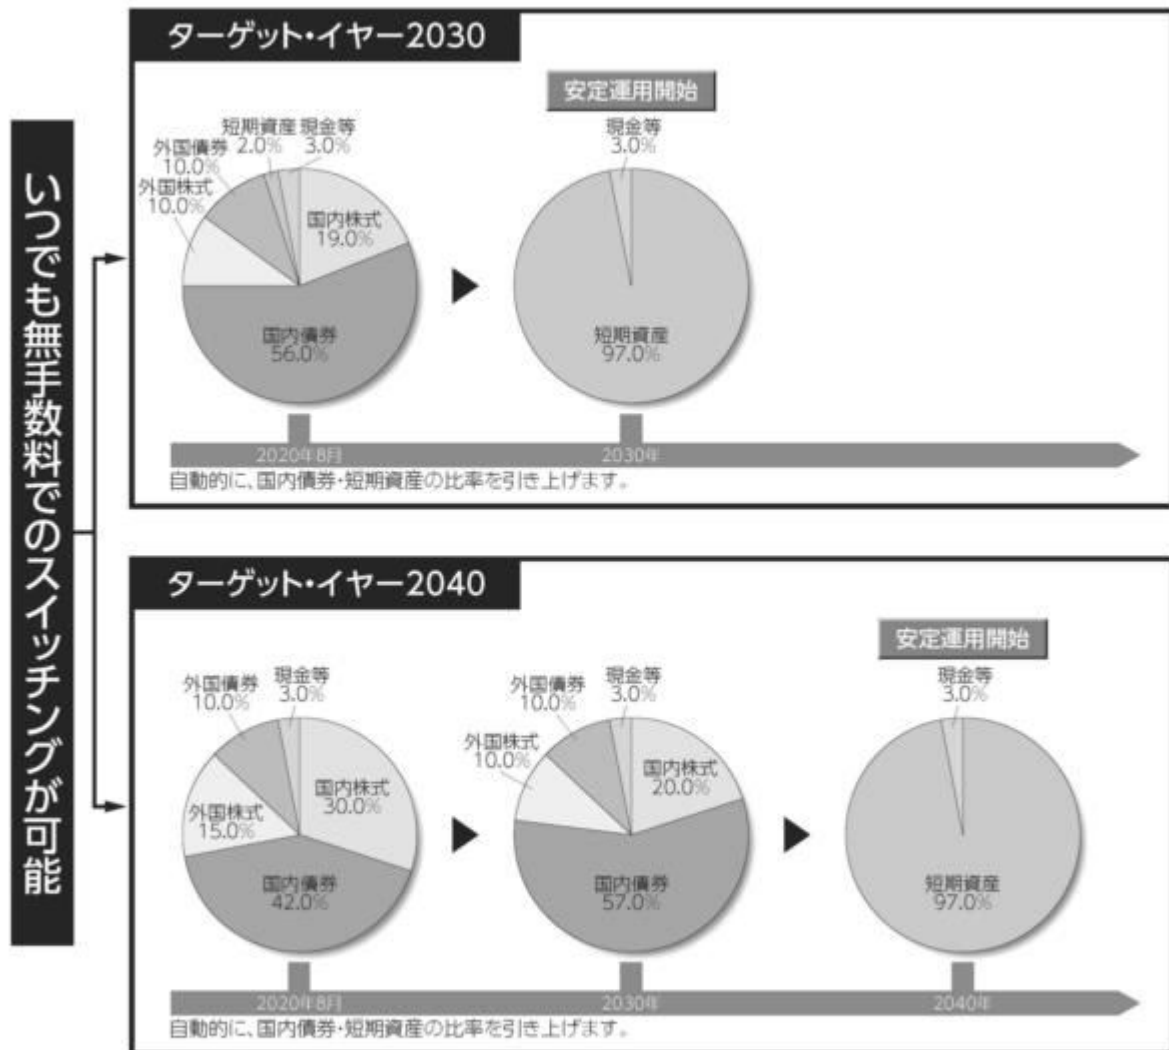 いつでも無手数料でのスイッチングが可能
ターゲット・イヤー2030
安定運用開始
短期資産
2.0%
現金等
3.0%
外国債券
10.0%
外国株式
10.0%
国内株式
19.0%
国内債券
56.0%
現金等
3.0%
短期資産
97.0%
2020年8月
2030年
自動的に、国内債券・短期資産の比率を引き上げます。
ターゲット・イヤー2040
安定運用開始
外国債券
10.0%
現金等
3.0%
外国株式
15.0%
国内株式
30.0%
国内債券
42.0%
外国債券
10.0%
現金等
3.0%
外国株式
10.0%
国内株式
20.0%
国内債券
57.0%
現金等
3.0%
短期資産
97.0%
2020年8月
2030年
2040年
自動的に、国内債券・短期資産の比率を引き上げます。